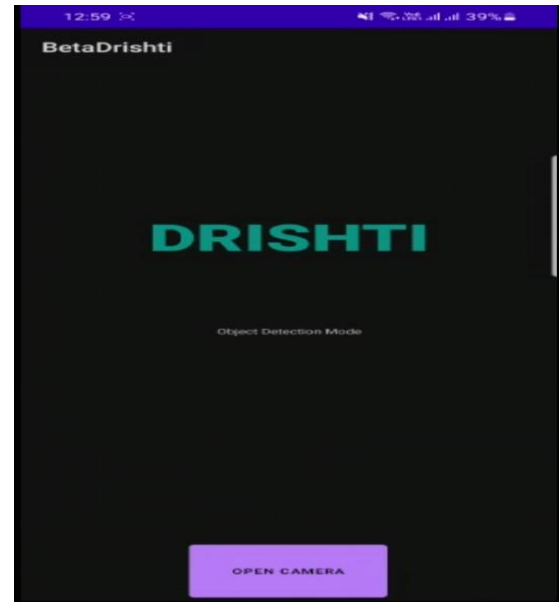 12:59 39%
BetaDrishti
DRISHTI
Object Detection Mode
OPEN CAMERA